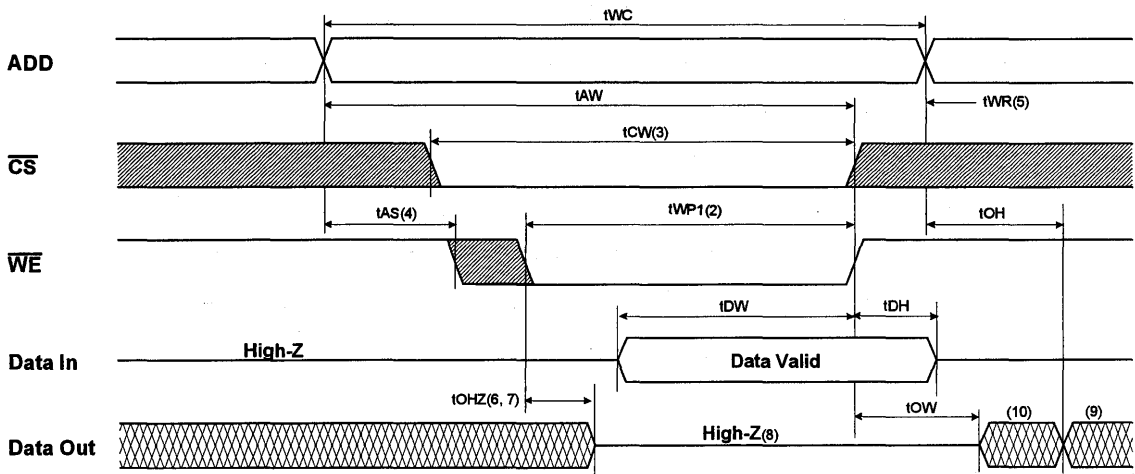 tWC
ADD
tAW
tWR(5)
tCW(3)
CS
tAS(4)
tWP1(2)
tOH
WE
tDW
tDH
High-Z
Data In
Data Valid
tOHZ(6, 7)
tOW
(10)
(9)
High-Z(8)
Data Out